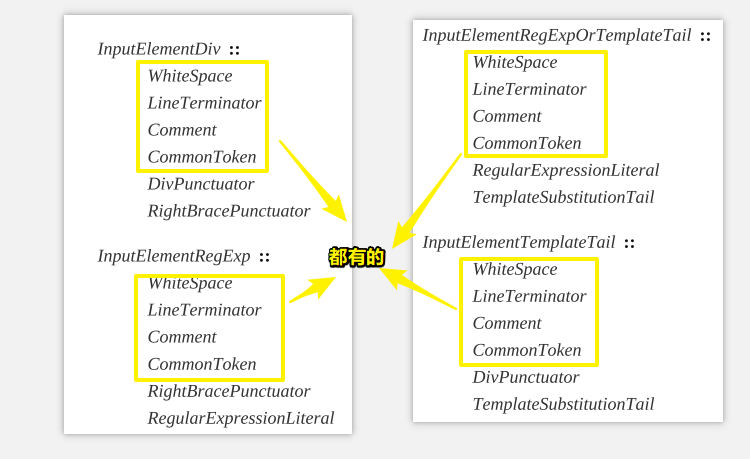 InputElementDiv ::
WhiteSpace
LineTerminator
Comment
CommonToken
DivPunctuator
RightBracePunctuator
InputElementRegExp ::
WhiteSpace
LineTerminator
Comment
CommonToken
RightBracePunctuator
RegularExpressionLiteral
都有的
InputElementRegExpOrTemplateTail ::
WhiteSpace
LineTerminator
Comment
CommonToken
RegularExpressionLiteral
TemplateSubstitutionTail
InputElementTemplateTail ::
WhiteSpace
LineTerminator
Comment
CommonToken
DivPunctuator
TemplateSubstitutionTail